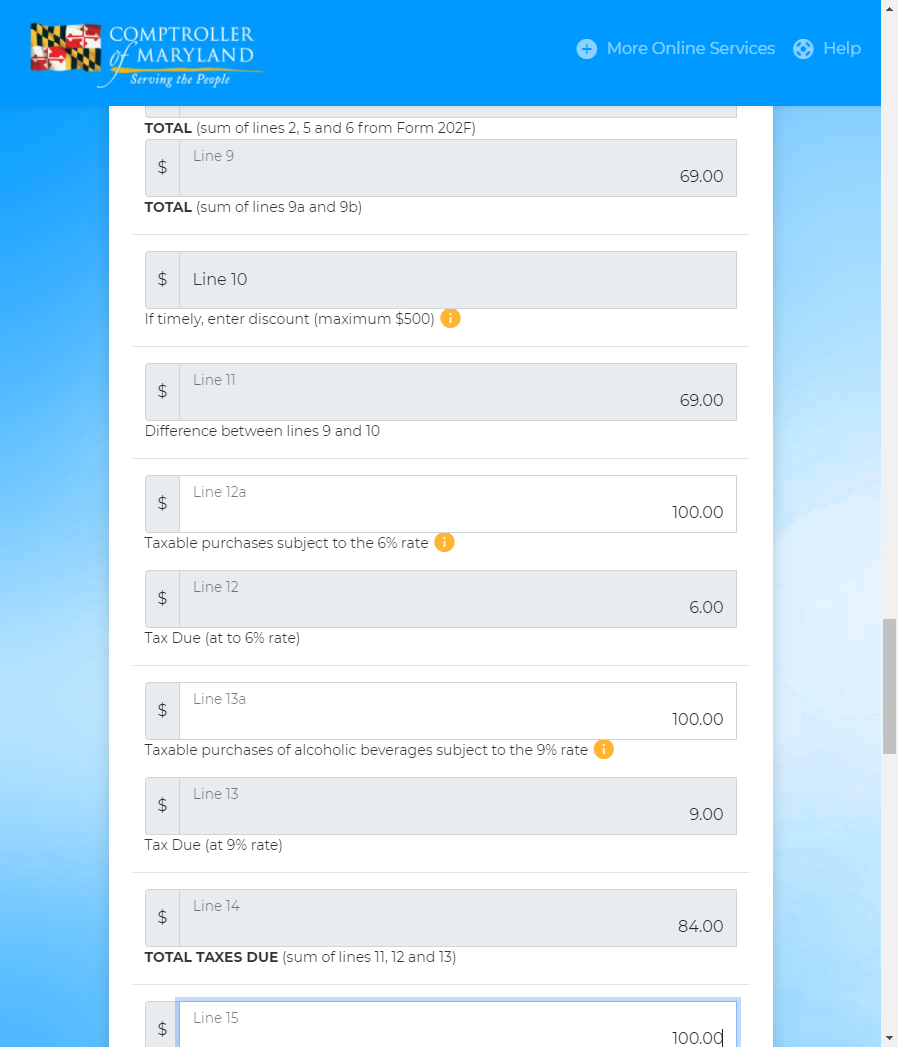 COMPTROLLER
of MARYLAND
Serving the People
More Online Services
Help
TOTAL (sum of lines 2, 5 and 6 from Form 202F)
$ Line 9 69.00
TOTAL (sum of lines 9a and 9b)
$ Line 10
If timely, enter discount (maximum $500)
$ Line 11 69.00
Difference between lines 9 and 10
$ Line 12a 100.00
Taxable purchases subject to the 6% rate
$ Line 12 6.00
Tax Due (at to 6% rate)
$ Line 13a 100.00
Taxable purchases of alcoholic beverages subject to the 9% rate
$ Line 13 9.00
Tax Due (at 9% rate)
$ Line 14 84.00
TOTAL TAXES DUE (sum of lines 11, 12 and 13)
$ Line 15 100.00